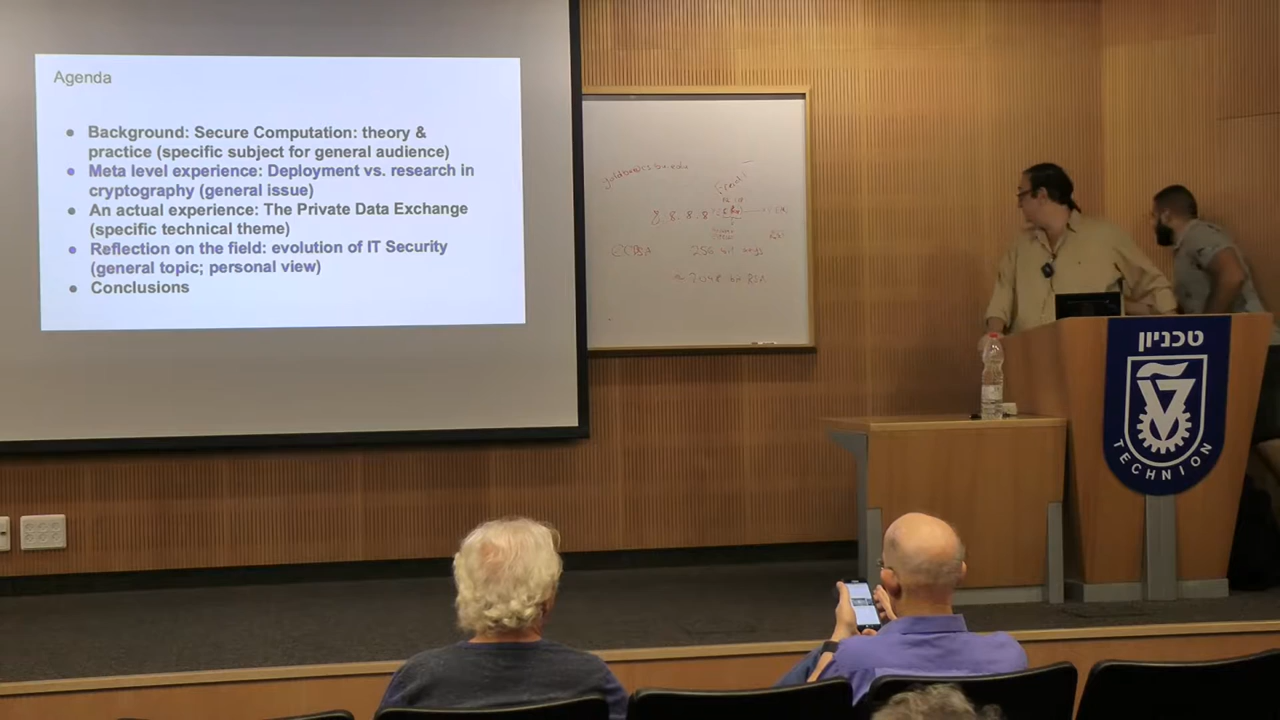 Agenda
● Background: Secure Computation: theory &
practice (specific subject for general audience)
● Meta level experience: Deployment vs. research in
cryptography (general issue)
● An actual experience: The Private Data Exchange
(specific technical theme)
● Reflection on the field: evolution of IT Security
(general topic; personal view)
● Conclusions
8.8.8.8
ECDSA 256 bit
2048 bit RSA
טכניון
TECHNION